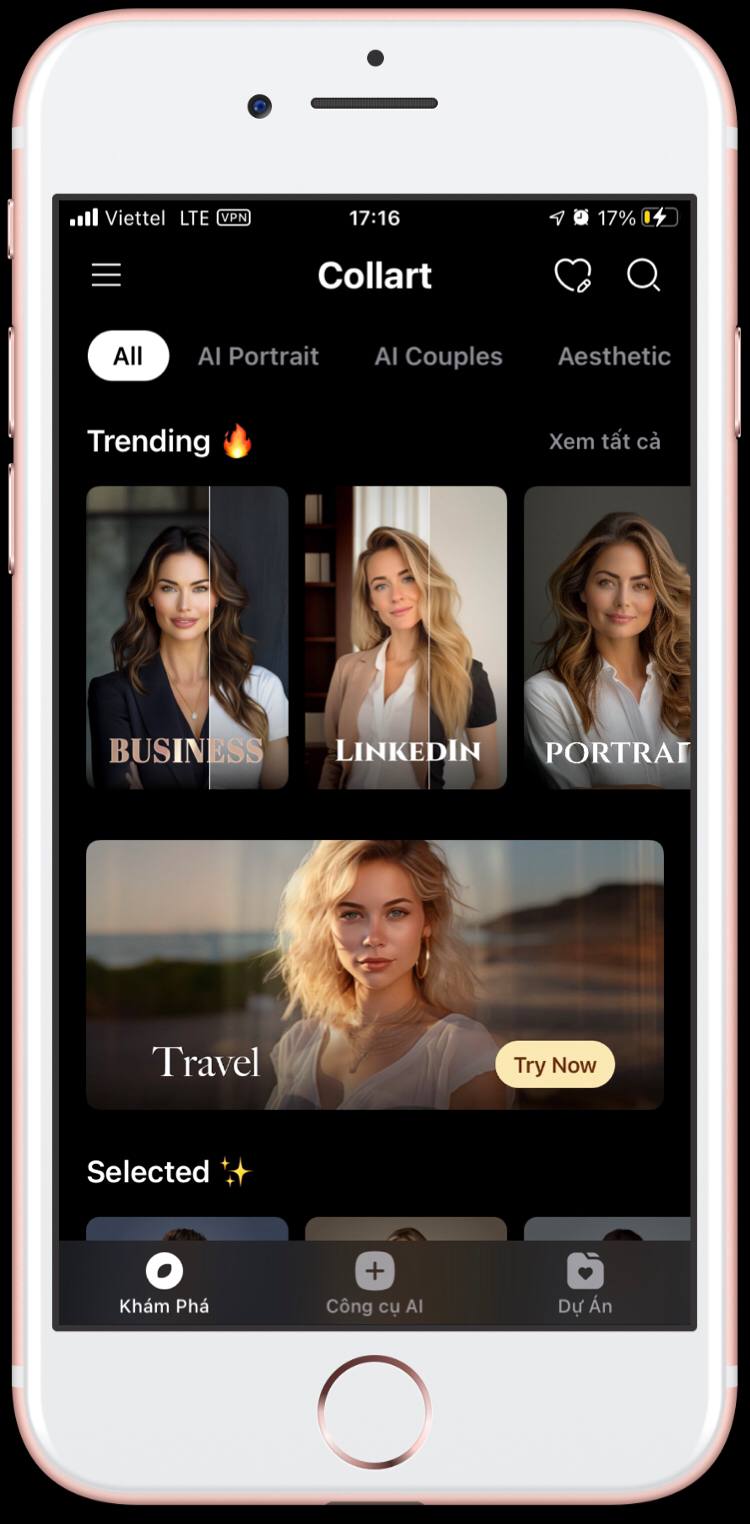 Viettel LTE VPN 17:16 17%
Collart
All AI Portrait AI Couples Aesthetic
Trending 🔥 Xem tất cả
BUSINESS LINKEDIN PORTRAI
Travel Try Now
Selected ✨
Khám Phá Công cụ AI Dự Án